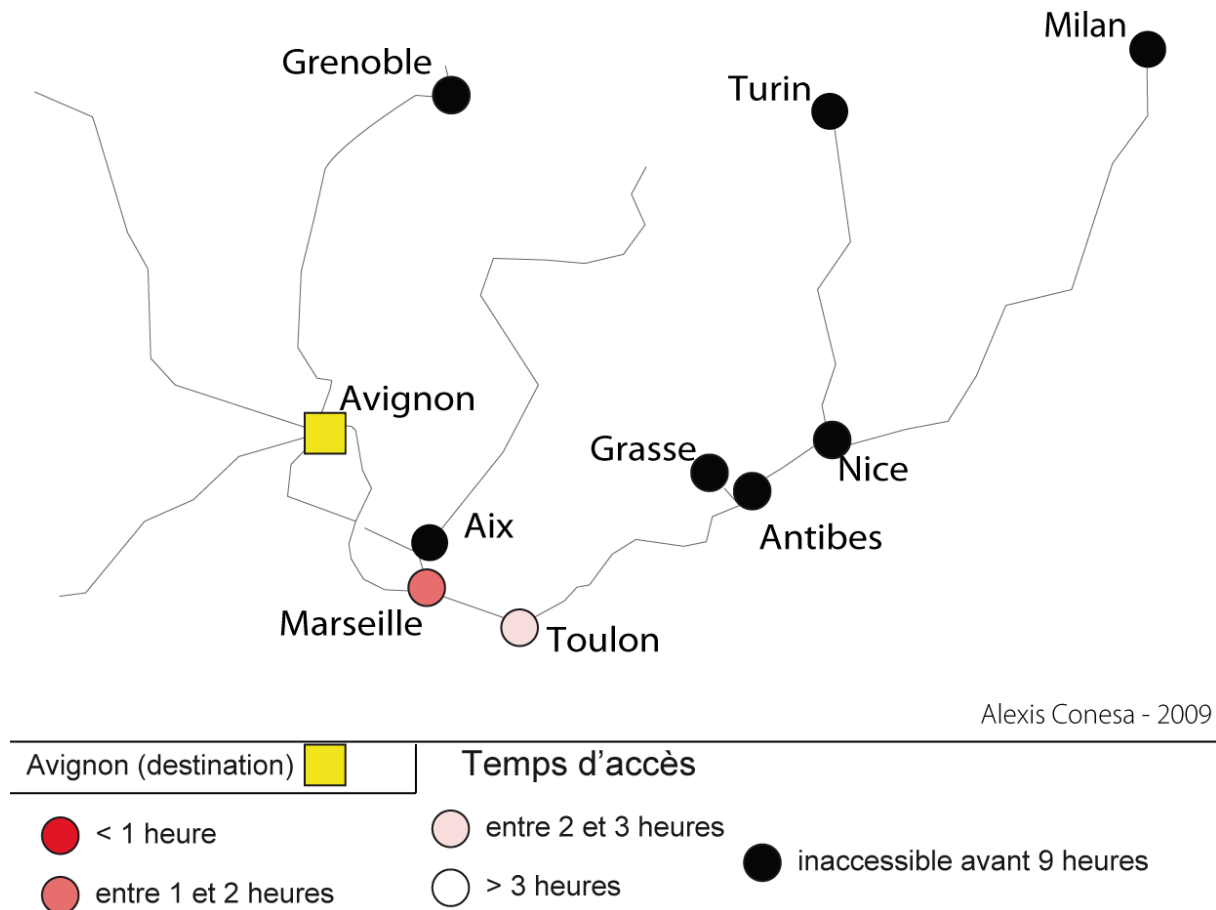 Milan
Grenoble
Turin
Avignon
Grasse
Nice
Aix
Antibes
Marseille
Toulon
Alexis Conesa - 2009
Avignon (destination)
Temps d'accès
< 1 heure
entre 1 et 2 heures
entre 2 et 3 heures
> 3 heures
inaccessible avant 9 heures